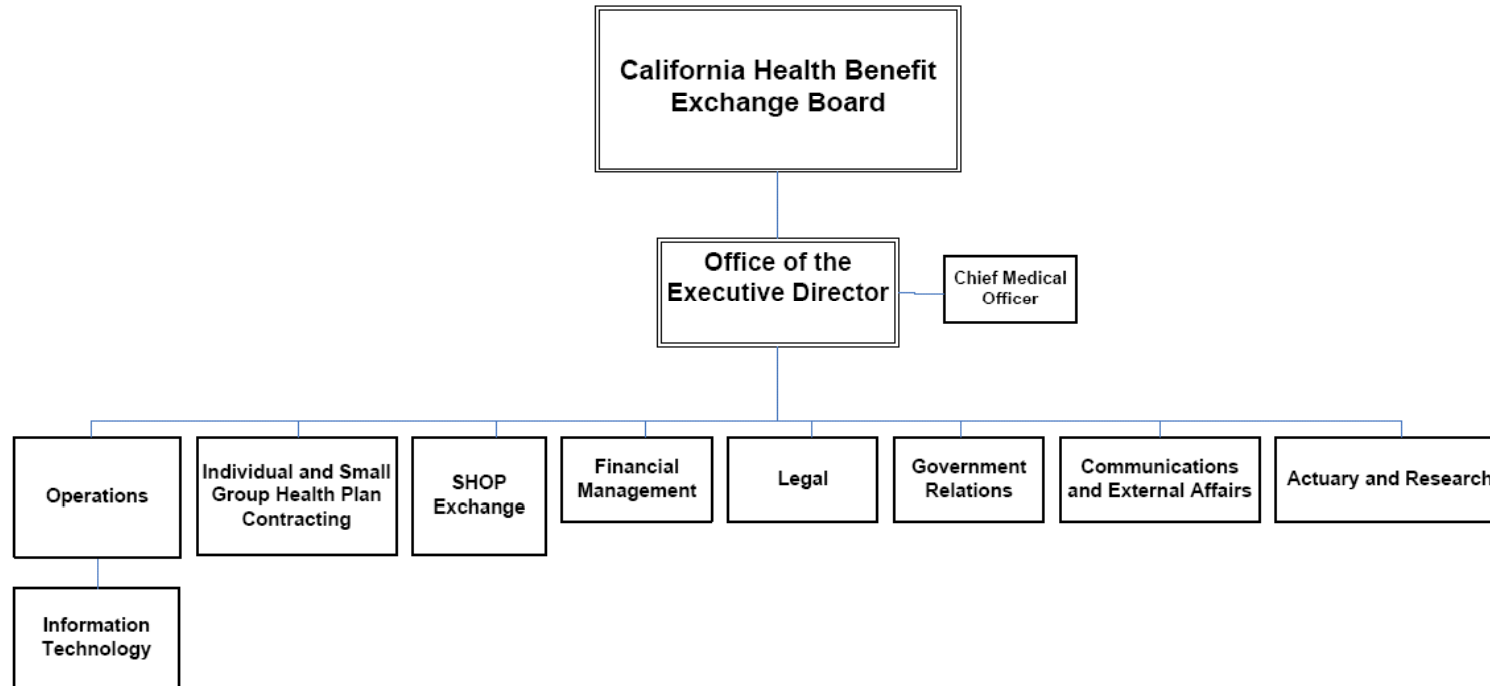 California Health Benefit
Exchange Board
Office of the
Executive Director
Chief Medical
Officer
Operations
Individual and Small
Group Health Plan
Contracting
SHOP
Exchange
Financial
Management
Legal
Government
Relations
Communications
and External Affairs
Actuary and Research
Information
Technology